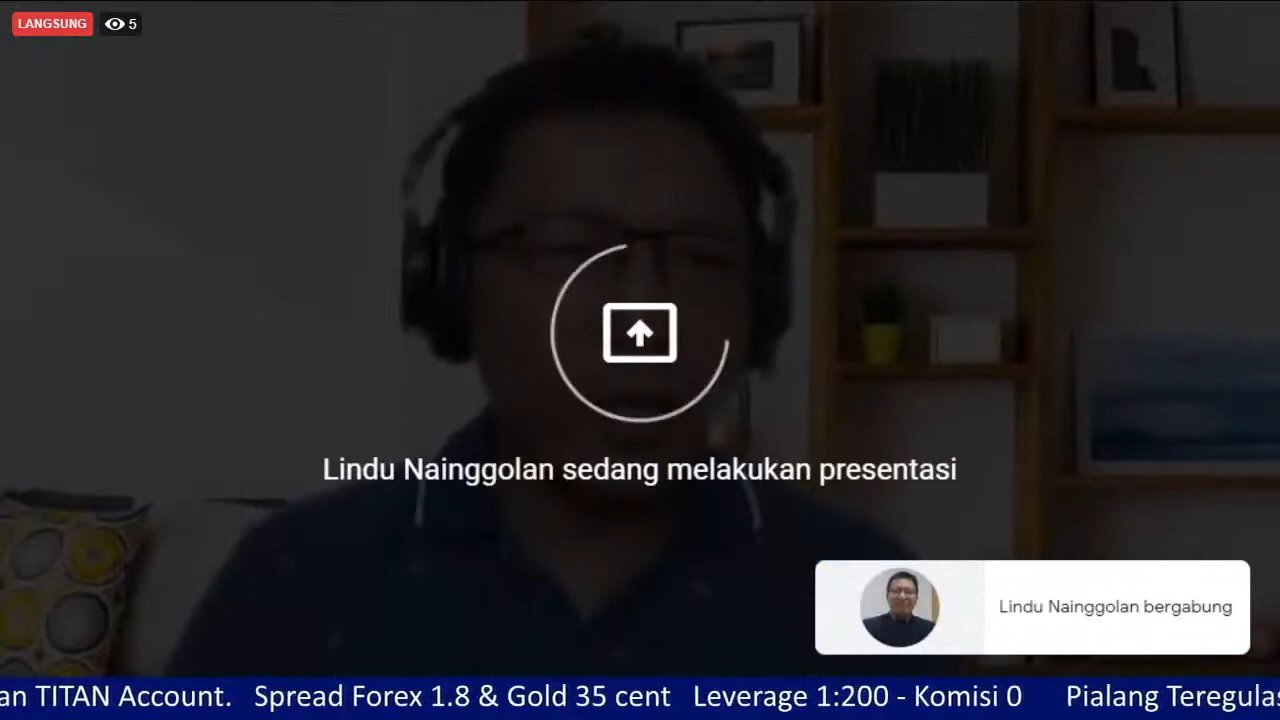 LANGSUNG 5
Lindu Nainggolan sedang melakukan presentasi
Lindu Nainggolan bergabung
an TITAN Account. Spread Forex 1.8 & Gold 35 cent Leverage 1:200 - Komisi 0 Pialang Teregulas